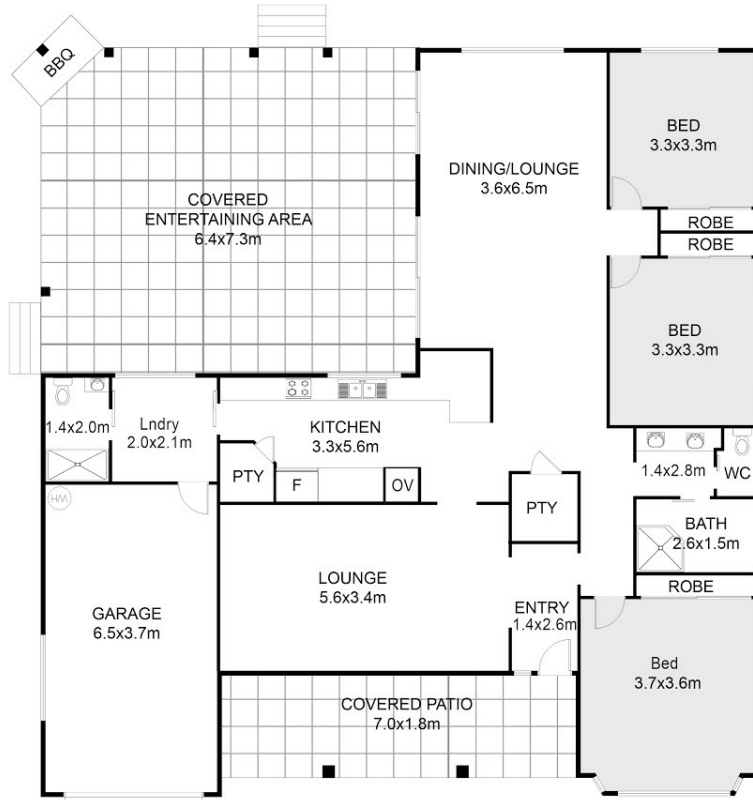 BBQ
COVERED
ENTERTAINING AREA
6.4x7.3m
DINING/LOUNGE
3.6x6.5m
BED
3.3x3.3m
ROBE
ROBE
BED
3.3x3.3m
1.4x2.0m
Lndry
2.0x2.1m
KITCHEN
3.3x5.6m
PTY
F
OV
PTY
1.4x2.8m
WC
BATH
2.6x1.5m
ROBE
HW
GARAGE
6.5x3.7m
LOUNGE
5.6x3.4m
ENTRY
1.4x2.6m
Bed
3.7x3.6m
COVERED PATIO
7.0x1.8m